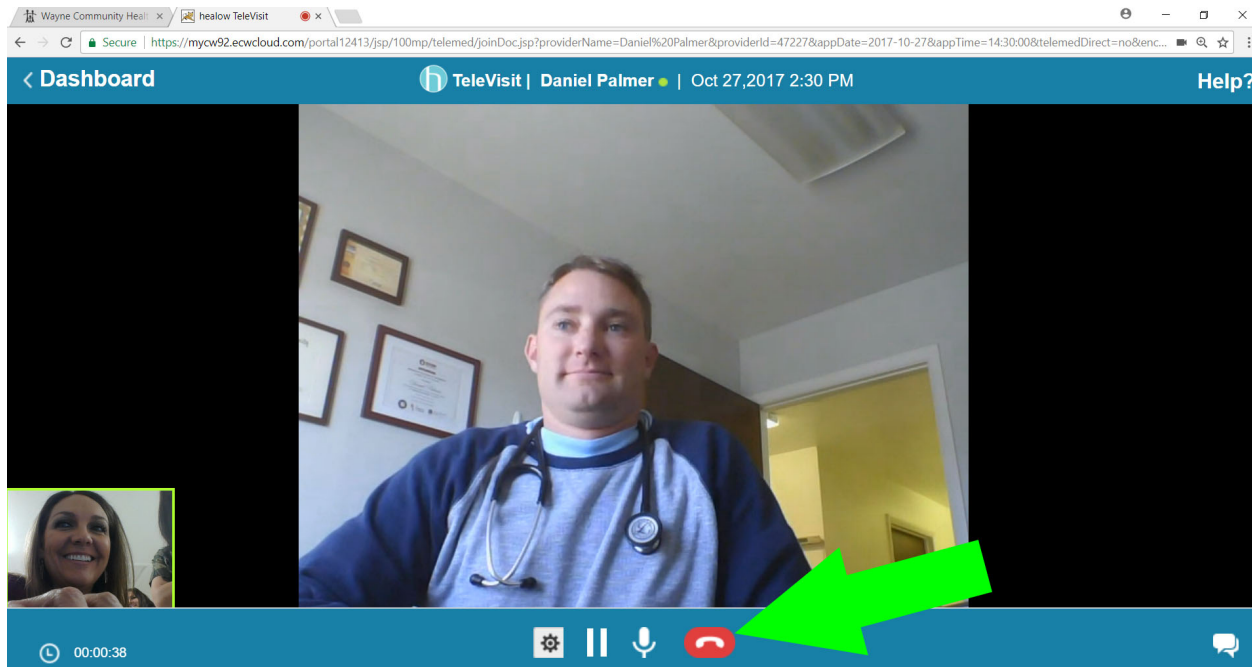 Wayne Community Healt
healow TeleVisit
Secure | https://mycw92.ecwcloud.com/portal12413/jsp/100mp/telemed/joinDoc.jsp?providerName=Daniel%20Palmer&providerId=47227&appDate=2017-10-27&appTime=14:30:00&telemedDirect=no&enc...
< Dashboard
h TeleVisit | Daniel Palmer | Oct 27,2017 2:30 PM
Help?
00:00:38